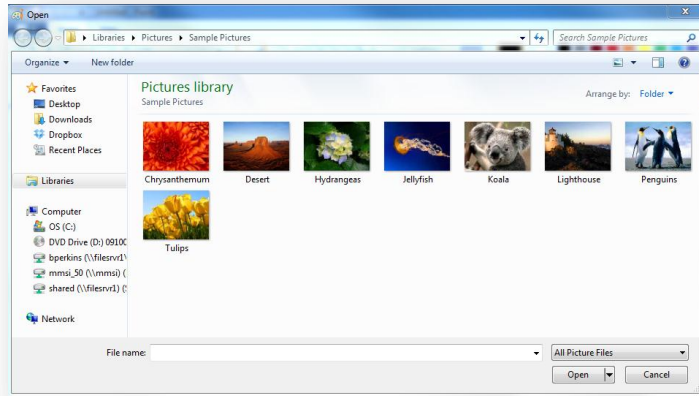 Open
Libraries Pictures Sample Pictures
Search Sample Pictures
Organize New folder
Favorites
Desktop
Downloads
Dropbox
Recent Places
Libraries
Computer
OS (C:)
DVD Drive (D:) 0910
bperkins (\\filesrvr1\
mmsi_50 (\\mmsi) (
shared (\\filesrvr1) (
Network
Pictures library
Sample Pictures
Arrange by: Folder
Chrysanthemum Desert Hydrangeas Jellyfish Koala Lighthouse Penguins
Tulips
File name:
All Picture Files
Open Cancel